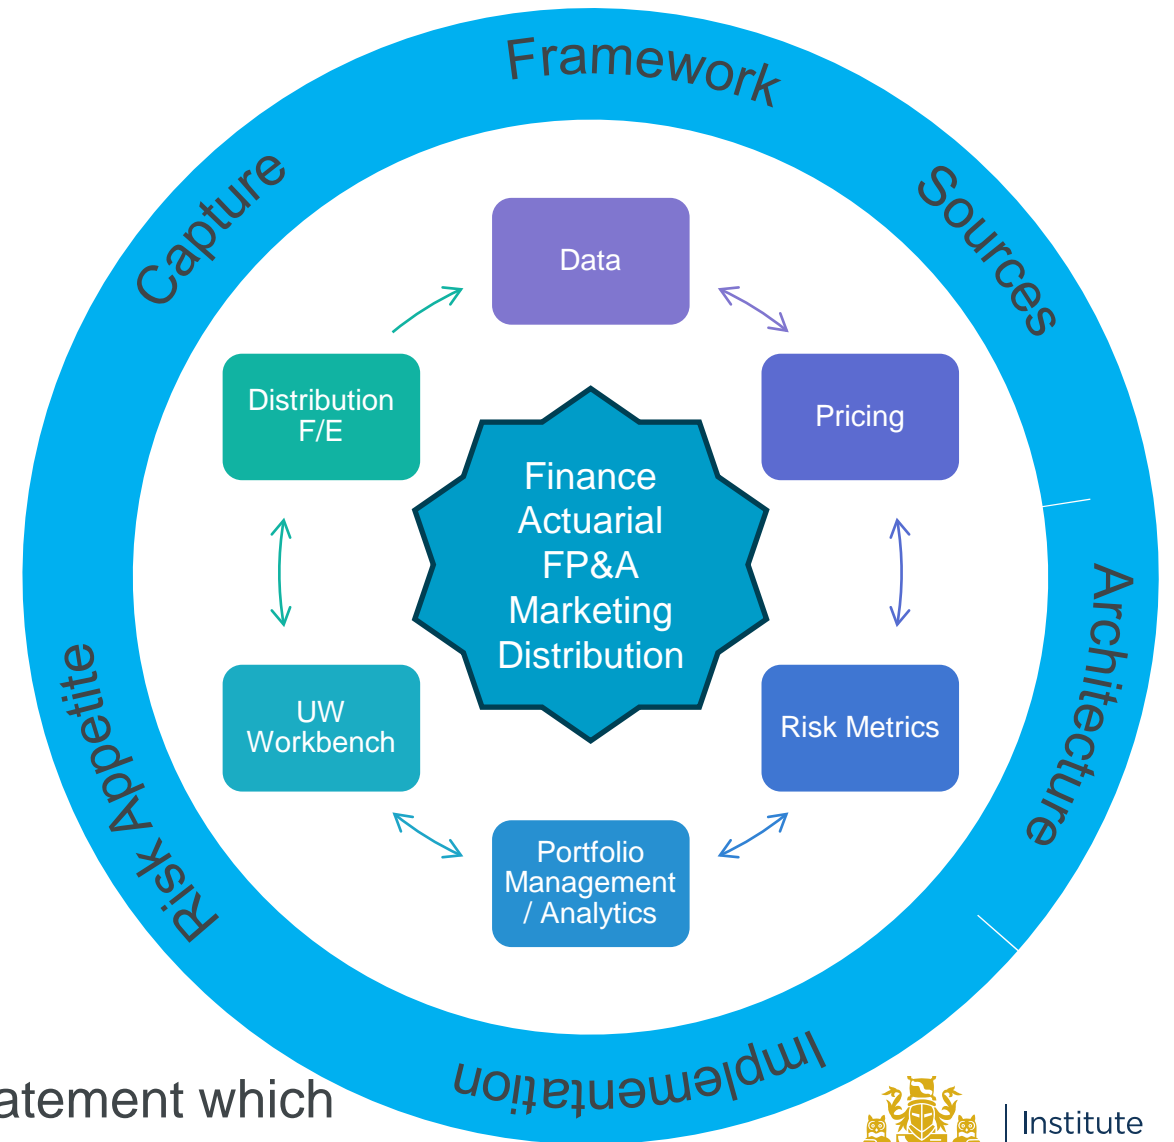 Framework
Sources
Architecture
Implementation
Risk Appetite
Capture
Data
Pricing
Risk Metrics
Portfolio
Management
/ Analytics
UW
Workbench
Distribution
F/E
Finance
Actuarial
FP&A
Marketing
Distribution
which
Institute